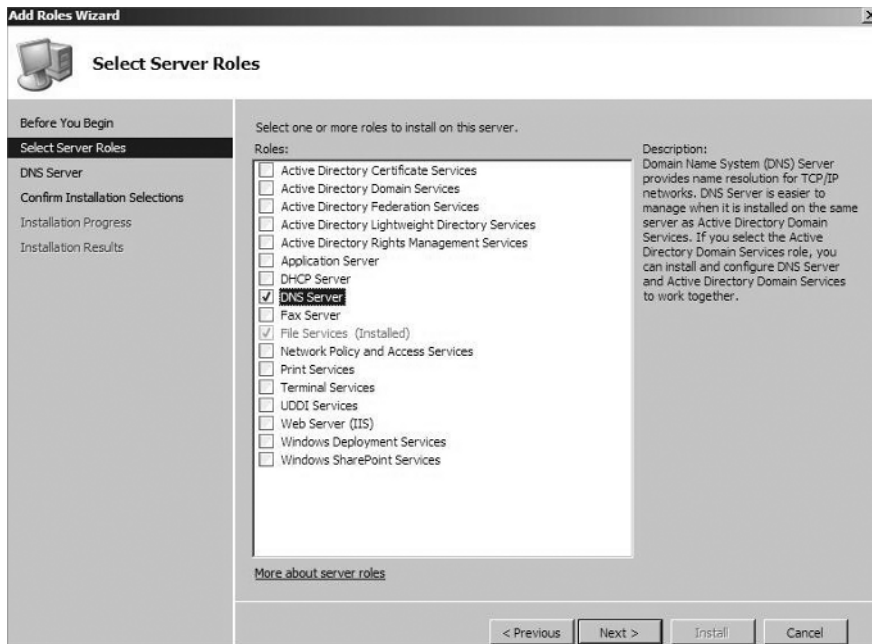 Add Roles Wizard
Select Server Roles
Before You Begin
Select Server Roles
DNS Server
Confirm Installation Selections
Installation Progress
Installation Results
Select one or more roles to install on this server.
Roles:
Active Directory Certificate Services
Active Directory Domain Services
Active Directory Federation Services
Active Directory Lightweight Directory Services
Active Directory Rights Management Services
Application Server
DHCP Server
DNS Server
Fax Server
File Services (Installed)
Network Policy and Access Services
Print Services
Terminal Services
UDDI Services
Web Server (IIS)
Windows Deployment Services
Windows SharePoint Services
More about server roles
Description:
Domain Name System (DNS) Server
provides name resolution for TCP/IP
networks. DNS Server is easier to
manage when it is installed on the same
server as Active Directory Domain
Services. If you select the Active
Directory Domain Services role, you
can install and configure DNS Server
and Active Directory Domain Services
to work together.
< Previous
Next >
Install
Cancel